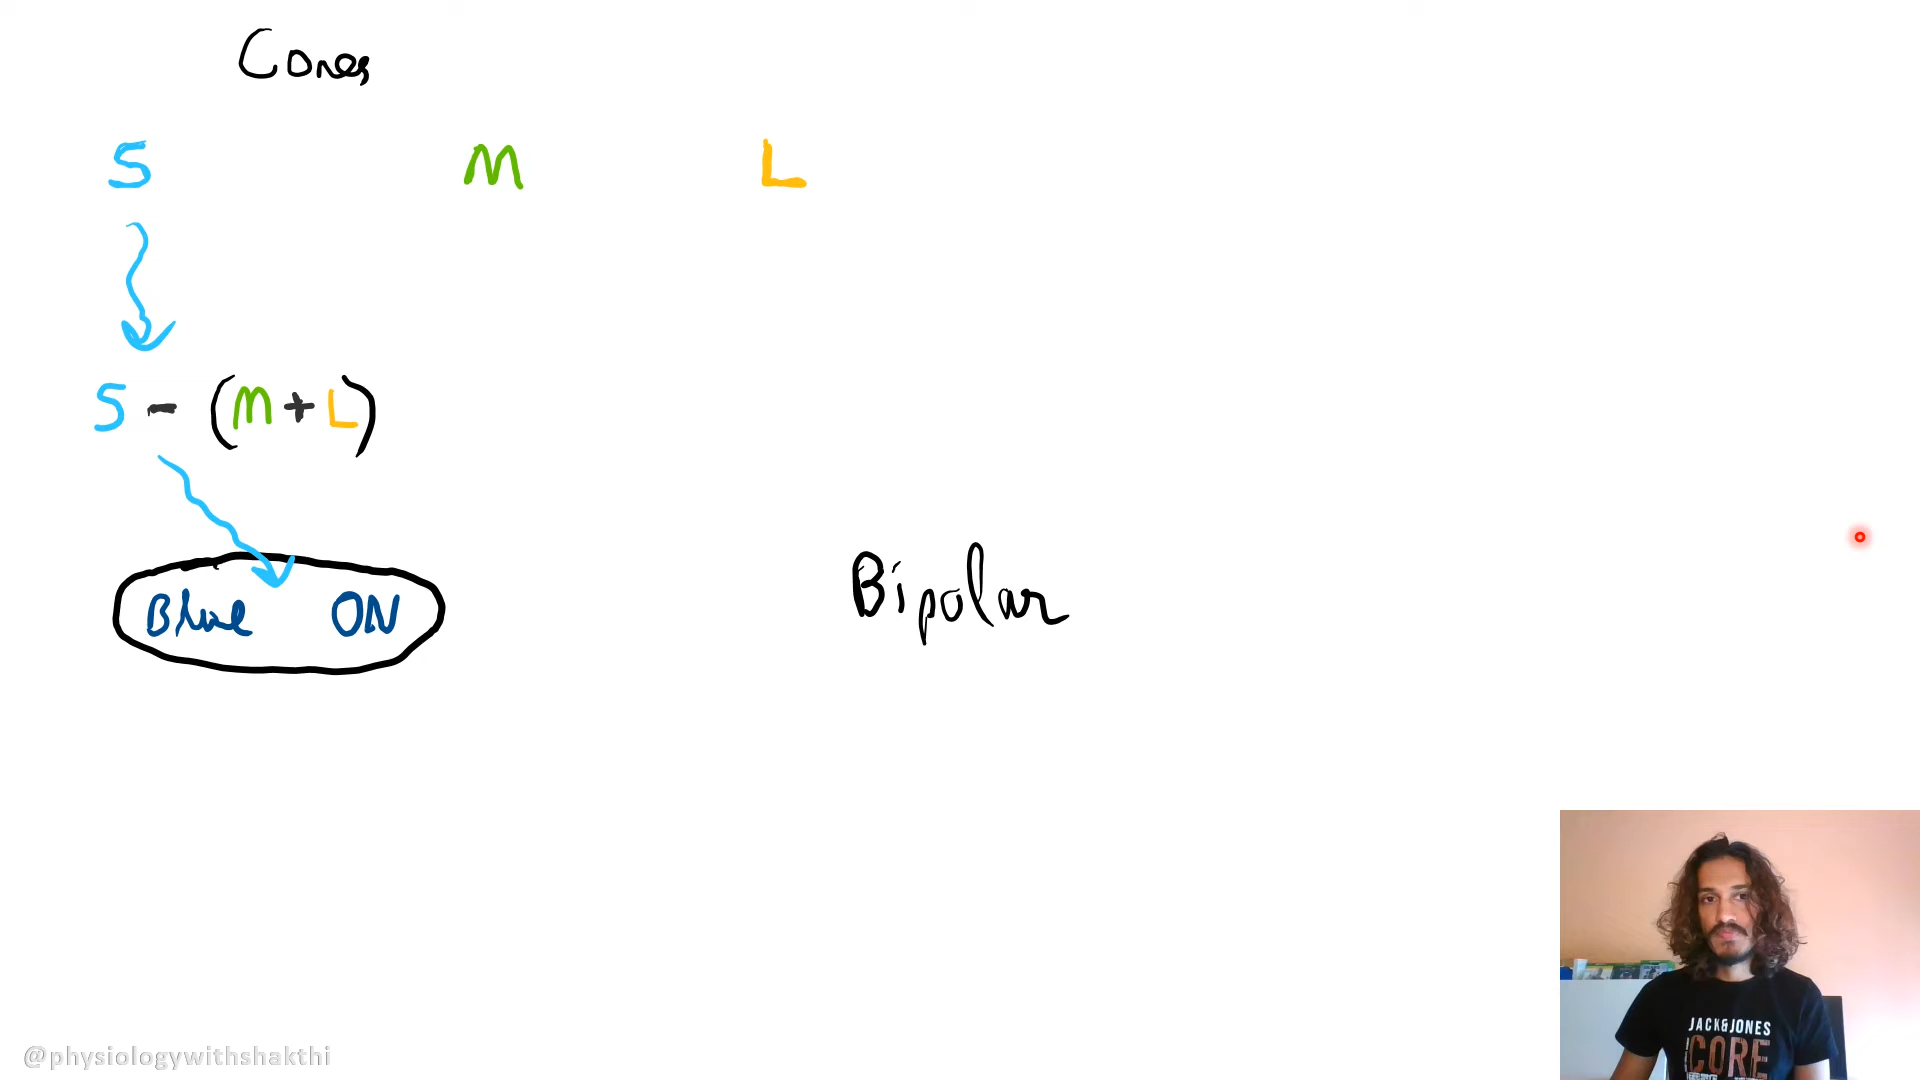 Cones
S M L
S - (M + L)
Blue ON
Bipolar
JACK&JONES
CORE
@physiologywithshakthi